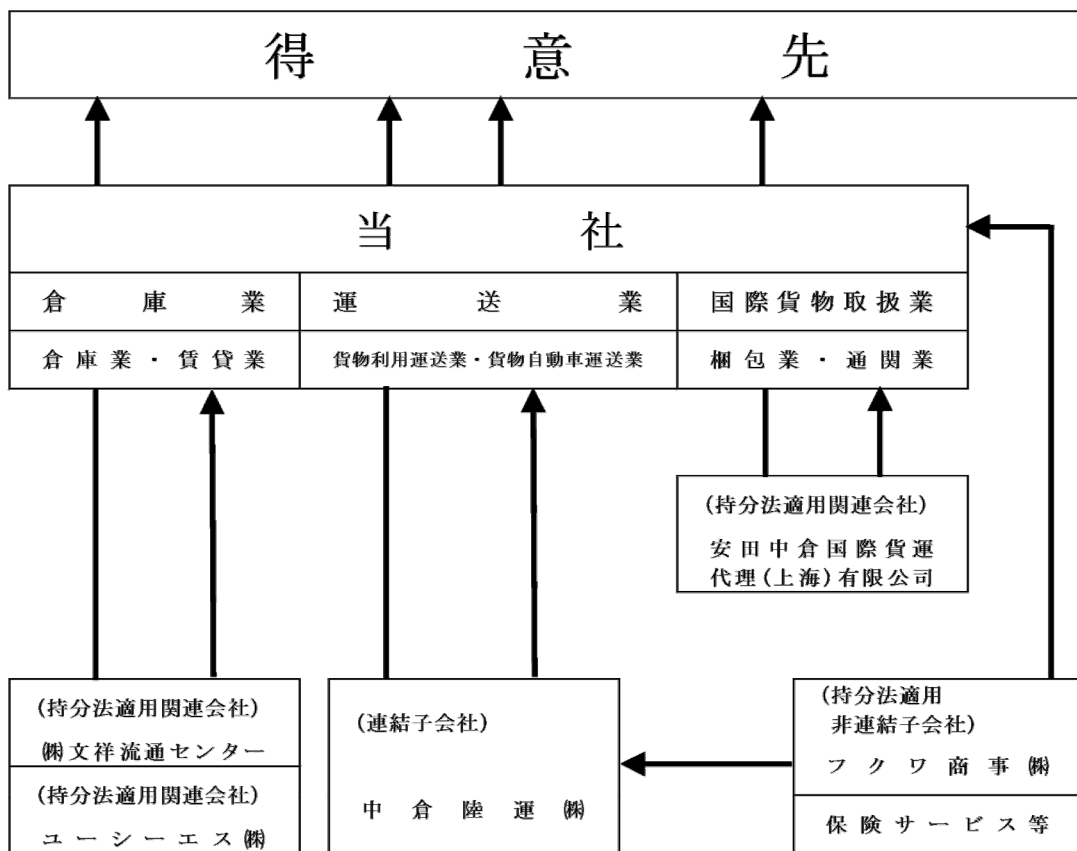 得意先
当社
倉庫業
運送業
国際貨物取扱業
倉庫業・賃貸業
貨物利用運送業・貨物自動車運送業
梱包業・通関業
(持分法適用関連会社)
安田中倉国際貨運
代理(上海)有限公司
(持分法適用関連会社)
㈱文祥流通センター
(持分法適用関連会社)
ユーシーエス㈱
(連結子会社)
中倉陸運㈱
(持分法適用
非連結子会社)
フクワ商事㈱
保険サービス等